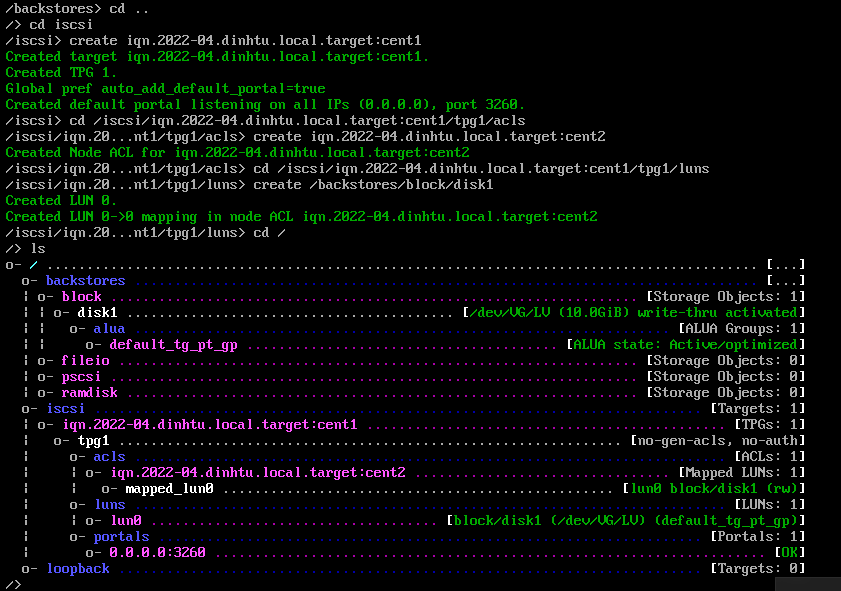 /backstores> cd ..
/> cd iscsi
/iscsi> create iqn.2022-04.dinhtu.local.target:cent1
Created target iqn.2022-04.dinhtu.local.target:cent1.
Created TPG 1.
Global pref auto_add_default_portal=true
Created default portal listening on all IPs (0.0.0.0), port 3260.
/iscsi> cd /iscsi/iqn.2022-04.dinhtu.local.target:cent1/tpg1/acls
/iscsi/iqn.20...nt1/tpg1/acls> create iqn.2022-04.dinhtu.local.target:cent2
Created Node ACL for iqn.2022-04.dinhtu.local.target:cent2
/iscsi/iqn.20...nt1/tpg1/acls> cd /iscsi/iqn.2022-04.dinhtu.local.target:cent1/tpg1/luns
/iscsi/iqn.20...nt1/tpg1/luns> create /backstores/block/disk1
Created LUN 0.
Created LUN 0->0 mapping in node ACL iqn.2022-04.dinhtu.local.target:cent2
/iscsi/iqn.20...nt1/tpg1/luns> cd /
/> ls
o- / .............................................................................................. [...]
  o- backstores ................................................................................... [...]
  | o- block ....................................................................... [Storage Objects: 1]
  | | o- disk1 ............................................ [/dev/VG/LV (10.0GiB) write-thru activated]
  | |   o- alua ........................................................................ [ALUA Groups: 1]
  | |     o- default_tg_pt_gp ............................................ [ALUA state: Active/optimized]
  | o- fileio ...................................................................... [Storage Objects: 0]
  | o- pscsi ....................................................................... [Storage Objects: 0]
  | o- ramdisk ..................................................................... [Storage Objects: 0]
  o- iscsi ................................................................................. [Targets: 1]
  | o- iqn.2022-04.dinhtu.local.target:cent1 .................................................. [TPGs: 1]
  |   o- tpg1 .................................................................... [no-gen-acls, no-auth]
  |     o- acls ............................................................................... [ACLs: 1]
  |     | o- iqn.2022-04.dinhtu.local.target:cent2 ..................................... [Mapped LUNs: 1]
  |     |   o- mapped_lun0 ...................................................... [lun0 block/disk1 (rw)]
  |     o- luns ............................................................................... [LUNs: 1]
  |     | o- lun0 .......................................... [block/disk1 (/dev/VG/LV) (default_tg_pt_gp)]
  |     o- portals ......................................................................... [Portals: 1]
  |       o- 0.0.0.0:3260 .......................................................................... [OK]
  o- loopback .............................................................................. [Targets: 0]
/>